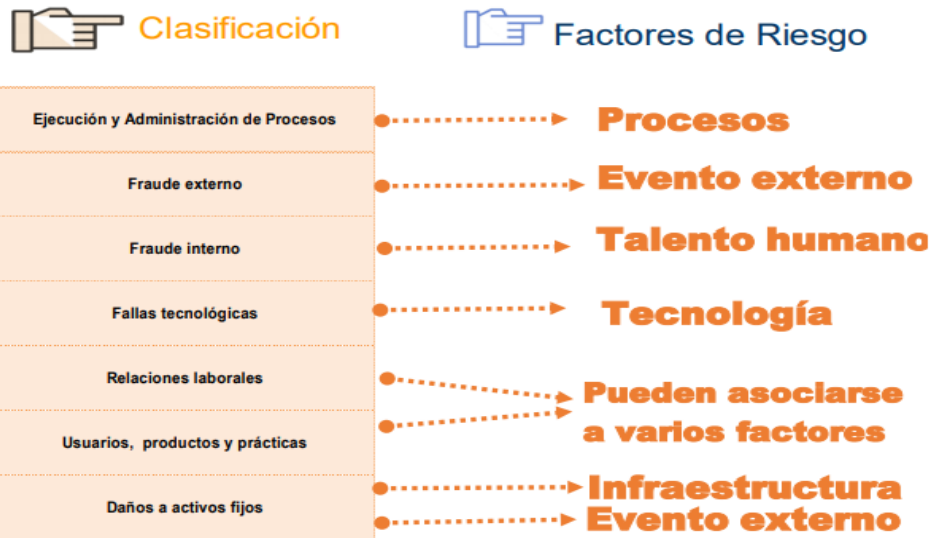 Clasificación
Factores de Riesgo
Ejecución y Administración de Procesos
Procesos
Fraude externo
Evento externo
Fraude interno
Talento humano
Fallas tecnológicas
Tecnología
Relaciones laborales
Usuarios, productos y prácticas
Pueden asociarse
a varios factores
Daños a activos fijos
Infraestructura
Evento externo